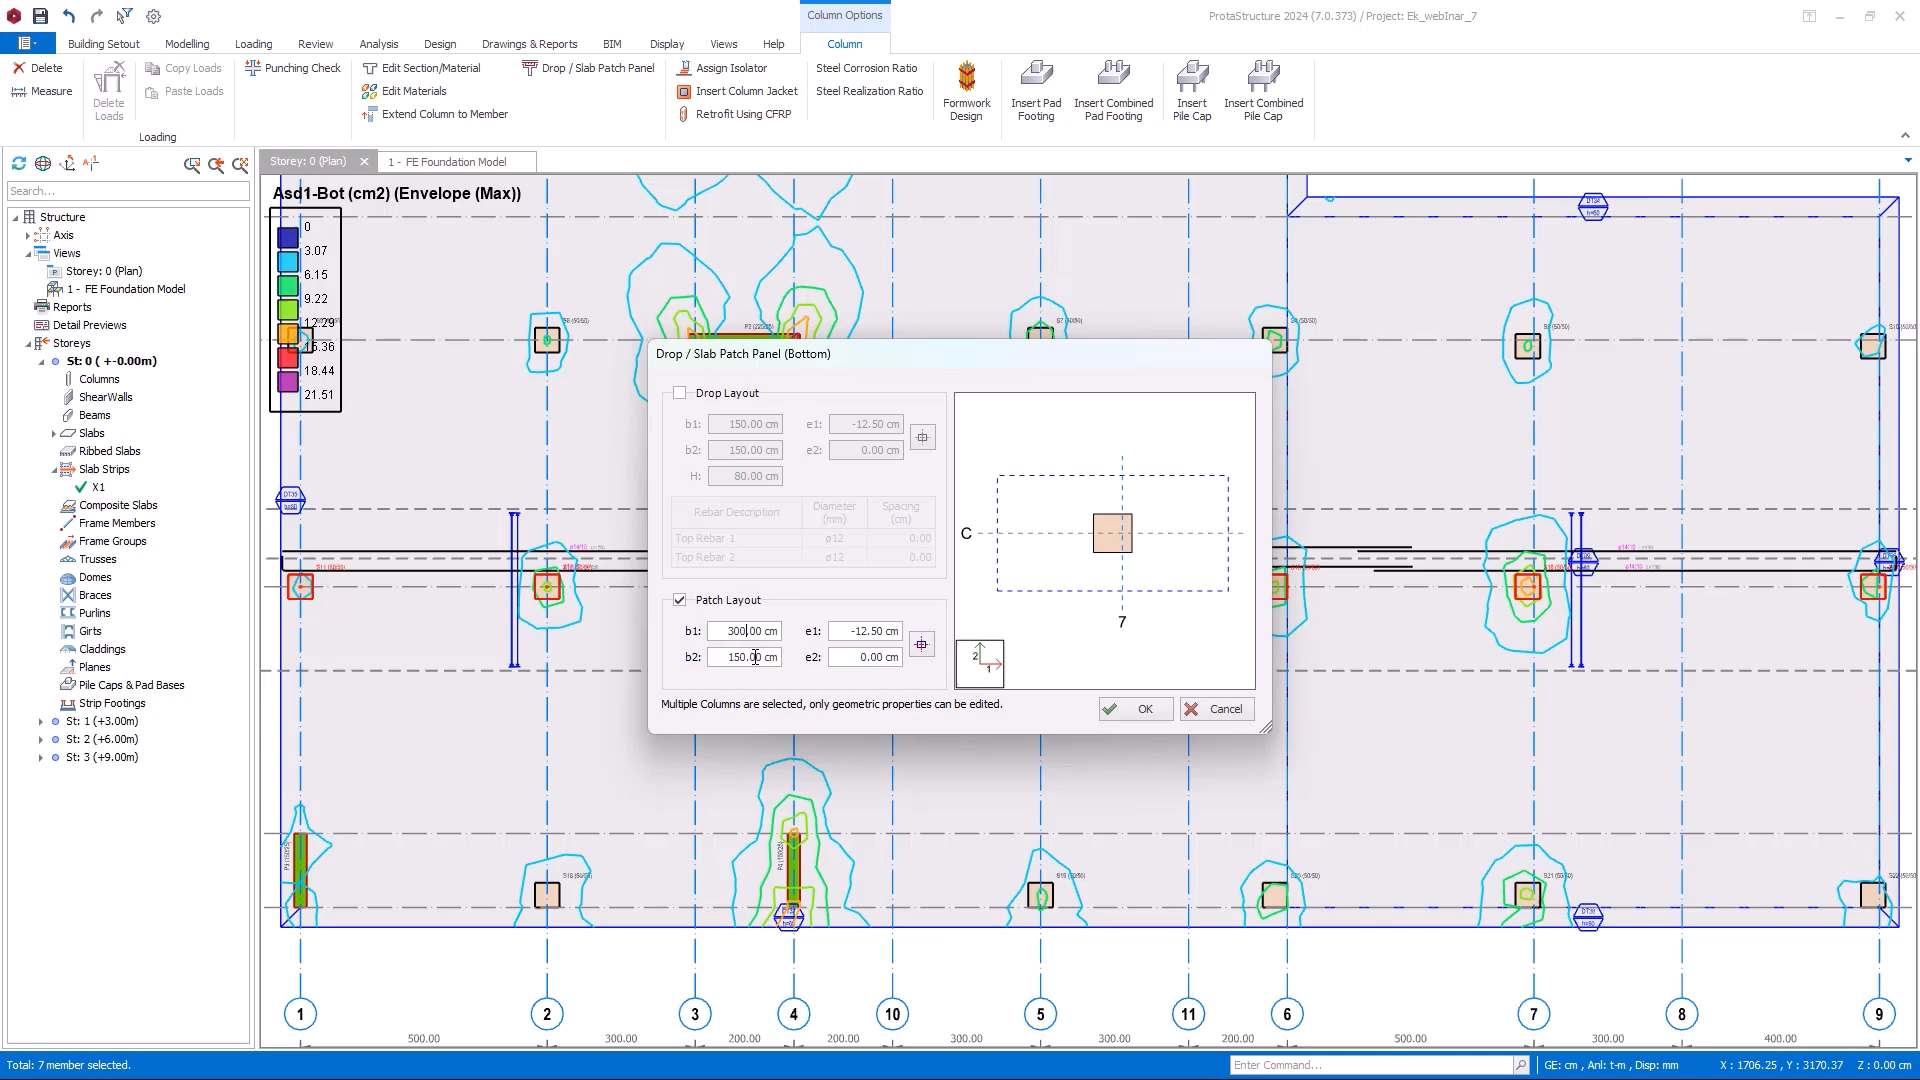 Column Options
ProtaStructure 2024 (7.0.373) / Project: Ek_webInar_7
Building Setout
Modelling
Loading
Review
Analysis
Design
Drawings & Reports
BIM
Display
Views
Help
Column
Delete
Measure
Delete Loads
Copy Loads
Paste Loads
Loading
Punching Check
Edit Section/Material
Edit Materials
Extend Column to Member
Drop / Slab Patch Panel
Assign Isolator
Insert Column Jacket
Retrofit Using CFRP
Steel Corrosion Ratio
Steel Realization Ratio
Formwork Design
Insert Pad Footing
Insert Combined Pad Footing
Insert Pile Cap
Insert Combined Pile Cap
Storey: 0 (Plan)
1 - FE Foundation Model
Search...
Structure
Axis
Views
Storey: 0 (Plan)
1 - FE Foundation Model
Reports
Detail Previews
Storeys
St: 0 ( +-0.00m)
Columns
ShearWalls
Beams
Slabs
Ribbed Slabs
Slab Strips
X1
Composite Slabs
Frame Members
Frame Groups
Trusses
Domes
Braces
Purlins
Girts
Claddings
Planes
Pile Caps & Pad Bases
Strip Footings
St: 1 (+3.00m)
St: 2 (+6.00m)
St: 3 (+9.00m)
Asd1-Bot (cm2) (Envelope (Max))
0
3.07
6.15
9.22
12.29
15.36
18.44
21.51
Drop / Slab Patch Panel (Bottom)
Drop Layout
b1: 150.00 cm e1: -12.50 cm
b2: 150.00 cm e2: 0.00 cm
H: 80.00 cm
Rebar Description Diameter (mm) Spacing (cm)
Top Rebar 1 ø12 0.00
Top Rebar 2 ø12 0.00
Patch Layout
b1: 300.00 cm e1: -12.50 cm
b2: 150.00 cm e2: 0.00 cm
C
7
2
1
Multiple Columns are selected, only geometric properties can be edited.
OK
Cancel
1 2 3 4 10 5 11 6 7 8 9
500.00 300.00 200.00 200.00 300.00 300.00 200.00 500.00 300.00 400.00
Total: 7 member selected.
Enter Command...
GE: cm , Anl: t-m , Disp: mm
X : 1706.25 , Y : 3170.37
Z : 0.00 cm